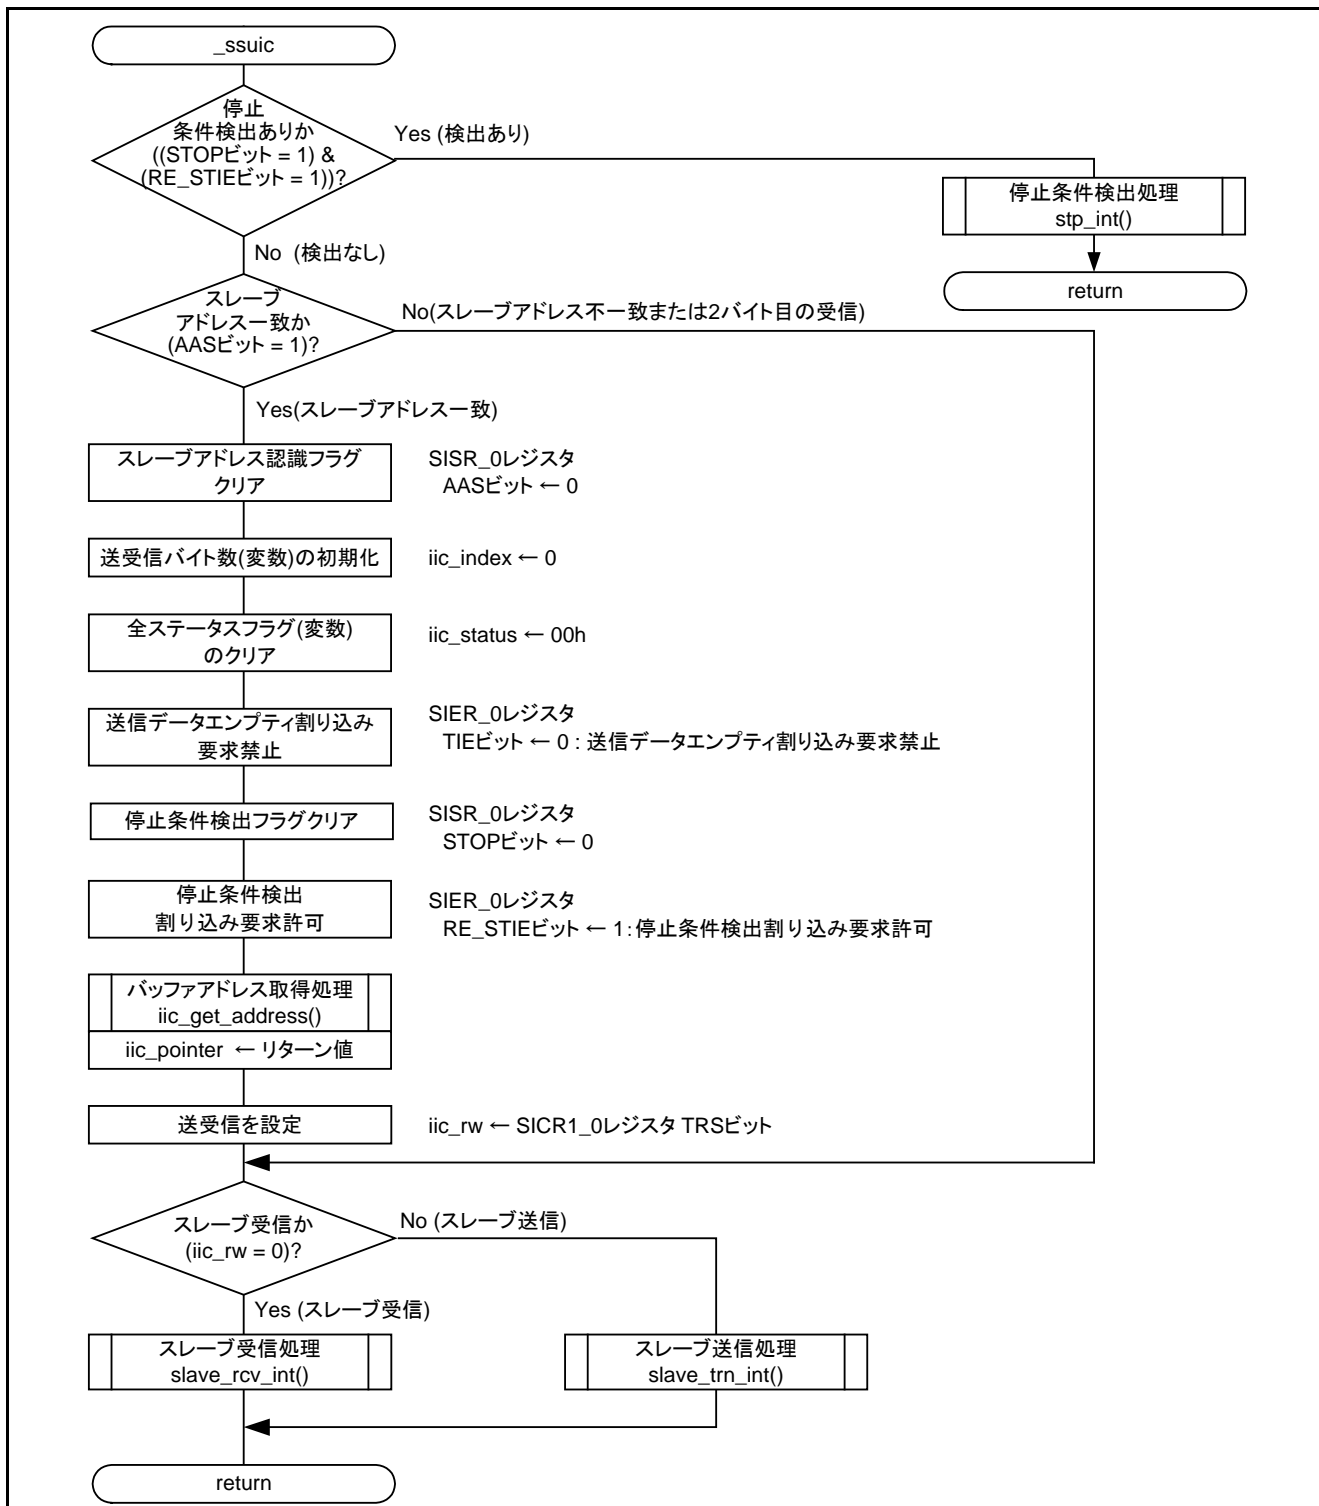 _ssuic
停止
条件検出ありか
((STOPビット = 1) &
(RE_STIEビット = 1))?
Yes (検出あり)
停止条件検出処理
stp_int()
return
No (検出なし)
スレーブ
アドレス一致か
(AASビット = 1)?
No(スレーブアドレス不一致または2バイト目の受信)
Yes(スレーブアドレス一致)
スレーブアドレス認識フラグ
クリア
SISR_0レジスタ
AASビット ← 0
送受信バイト数(変数)の初期化
iic_index ← 0
全ステータスフラグ(変数)
のクリア
iic_status ← 00h
送信データエンプティ割り込み
要求禁止
SIER_0レジスタ
TIEビット ← 0 : 送信データエンプティ割り込み要求禁止
停止条件検出フラグクリア
SISR_0レジスタ
STOPビット ← 0
停止条件検出
割り込み要求許可
SIER_0レジスタ
RE_STIEビット ← 1:停止条件検出割り込み要求許可
バッファアドレス取得処理
iic_get_address()
iic_pointer ← リターン値
送受信を設定
iic_rw ← SICR1_0レジスタ TRSビット
スレーブ受信か
(iic_rw = 0)?
No (スレーブ送信)
Yes (スレーブ受信)
スレーブ受信処理
slave_rcv_int()
スレーブ送信処理
slave_trn_int()
return